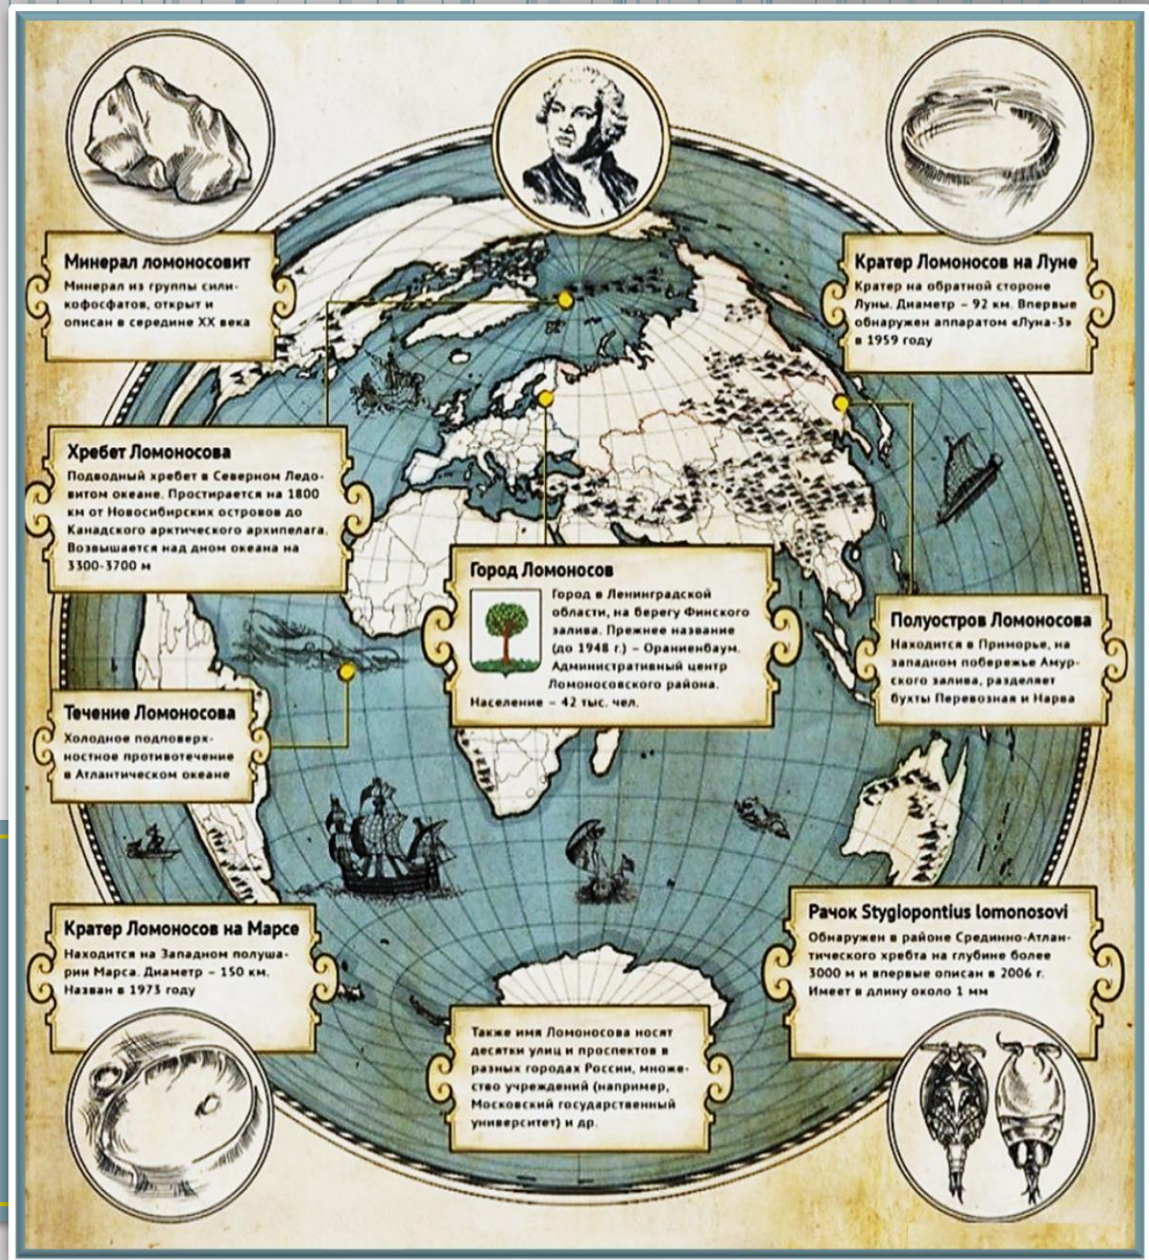 Минерал ломоносовит
Минерал из группы сили-
кофосфатов, открыт и
описан в середине XX века
Кратер Ломоносов на Луне
Кратер на обратной стороне
Луны. Диаметр – 92 км. Впервые
обнаружен аппаратом «Луна-3»
в 1959 году
Хребет Ломоносова
Подводный хребет в Северном Ледо-
витом океане. Простирается на 1800
км от Новосибирских островов до
Канадского арктического архипелага.
Возвышается над дном океана на
3300-3700 м
Город Ломоносов
Город в Ленинградской
области, на берегу Финского
залива. Прежнее название
(до 1948 г.) – Ораниенбаум.
Административный центр
Ломоносовского района.
Население – 42 тыс. чел.
Полуостров Ломоносова
Находится в Приморье, на
западном побережье Амур-
ского залива, разделяет
бухты Перевозная и Нарва
Течение Ломоносова
Холодное подповерх-
ностное противотечение
в Атлантическом океане
Кратер Ломоносов на Марсе
Находится на Западном полуша-
рии Марса. Диаметр – 150 км.
Назван в 1973 году
Рачок Stygiopontius lomonosovi
Обнаружен в районе Срединно-Атлан-
тического хребта на глубине более
3000 м и впервые описан в 2006 г.
Имеет в длину около 1 мм
Также имя Ломоносова носят
десятки улиц и проспектов в
разных городах России, множе-
ство учреждений (например,
Московский государственный
университет) и др.